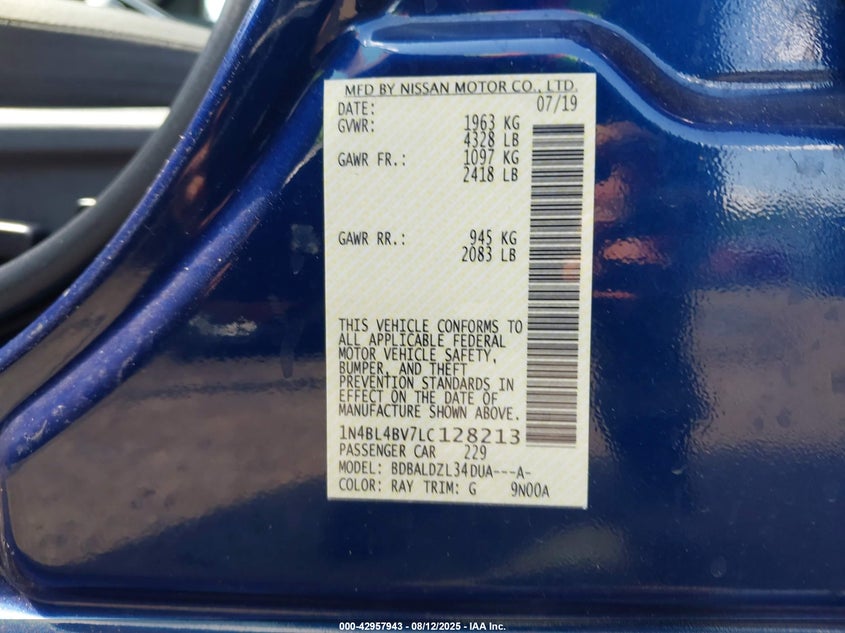 MFD BY NISSAN MOTOR CO., LTD.
DATE: 07/19
GVWR: 1963 KG
4328 LB
GAWR FR.: 1097 KG
2418 LB
GAWR RR.: 945 KG
2083 LB
THIS VEHICLE CONFORMS TO
ALL APPLICABLE FEDERAL
MOTOR VEHICLE SAFETY,
BUMPER, AND THEFT
PREVENTION STANDARDS IN
EFFECT ON THE DATE OF
MANUFACTURE SHOWN ABOVE.
1N4BL4BV7LC128213
PASSENGER CAR 229
MODEL: BDBALDZL34DUA---A-
COLOR: RAY TRIM: G 9N00A
000-42957943 - 08/12/2025 - IAA Inc.